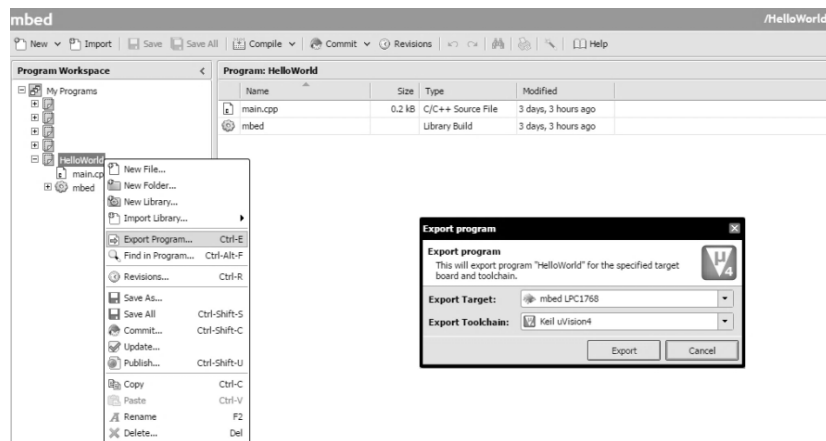 mbed
/HelloWorld
New Import Save Save All Compile Commit Revisions Help
Program Workspace <
Program: HelloWorld
My Programs
HelloWorld
main.cp
mbed
Name Size Type Modified
main.cpp 0.2 kB C/C++ Source File 3 days, 3 hours ago
mbed Library Build 3 days, 3 hours ago
New File...
New Folder...
New Library...
Import Library...
Export Program... Ctrl-E
Find in Program... Ctrl-Alt-F
Revisions... Ctrl-R
Save As...
Save All Ctrl-Shift-S
Commit... Ctrl-Shift-C
Update...
Publish... Ctrl-Shift-U
Copy Ctrl-C
Paste Ctrl-V
Rename F2
Delete... Del
Export program
Export program
This will export program "HelloWorld" for the specified target
board and toolchain.
µV4
Export Target: mbed LPC1768
Export Toolchain: Keil uVision4
Export Cancel